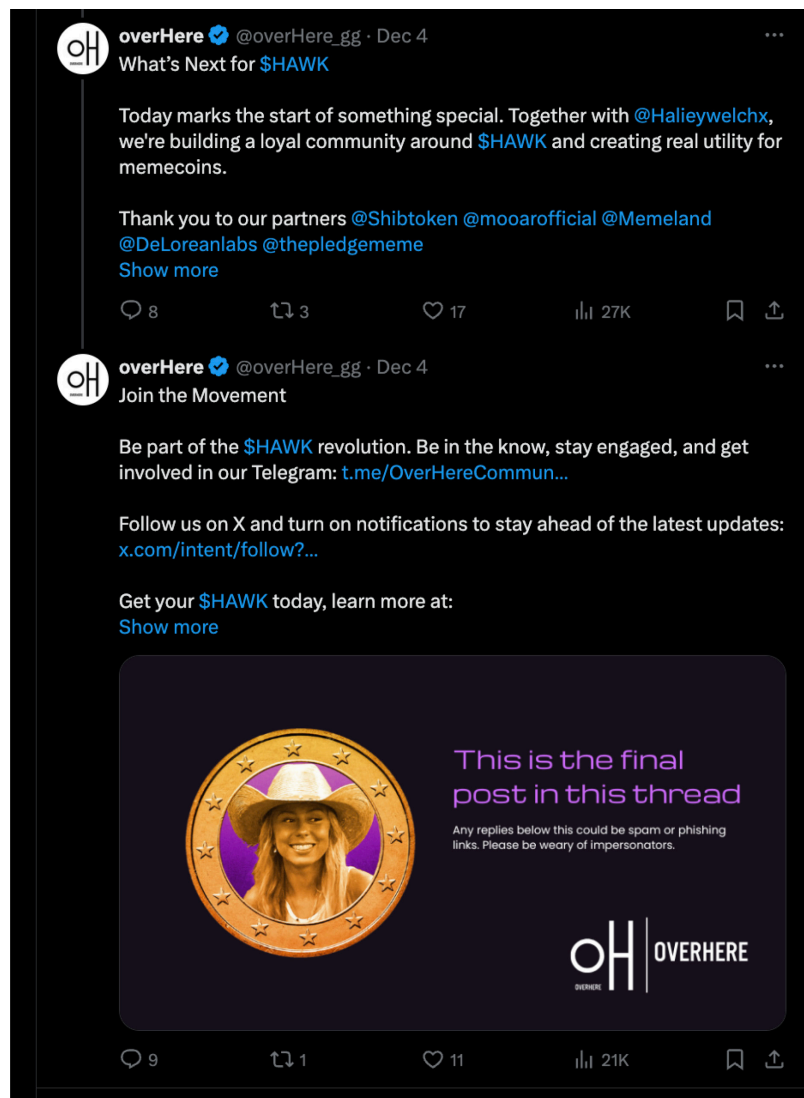 overHere @overHere_gg · Dec 4
What's Next for $HAWK
Today marks the start of something special. Together with @Halieywelchx,
we're building a loyal community around $HAWK and creating real utility for
memecoins.
Thank you to our partners @Shibtoken @mooarofficial @Memeland
@DeLoreanlabs @thepledgememe
Show more
8 3 17 27K
overHere @overHere_gg · Dec 4
Join the Movement
Be part of the $HAWK revolution. Be in the know, stay engaged, and get
involved in our Telegram: t.me/OverHereCommun...
Follow us on X and turn on notifications to stay ahead of the latest updates:
x.com/intent/follow?...
Get your $HAWK today, learn more at:
Show more
This is the final
post in this thread
Any replies below this could be spam or phishing
links. Please be weary of impersonators.
oH OVERHERE
OVERHERE
9 1 11 21K